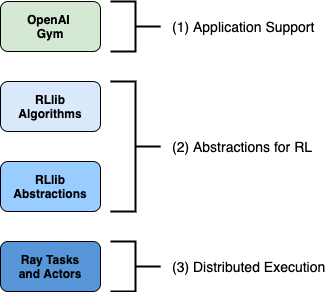 OpenAI
Gym
(1) Application Support
RLlib
Algorithms
(2) Abstractions for RL
RLlib
Abstractions
Ray Tasks
and Actors
(3) Distributed Execution